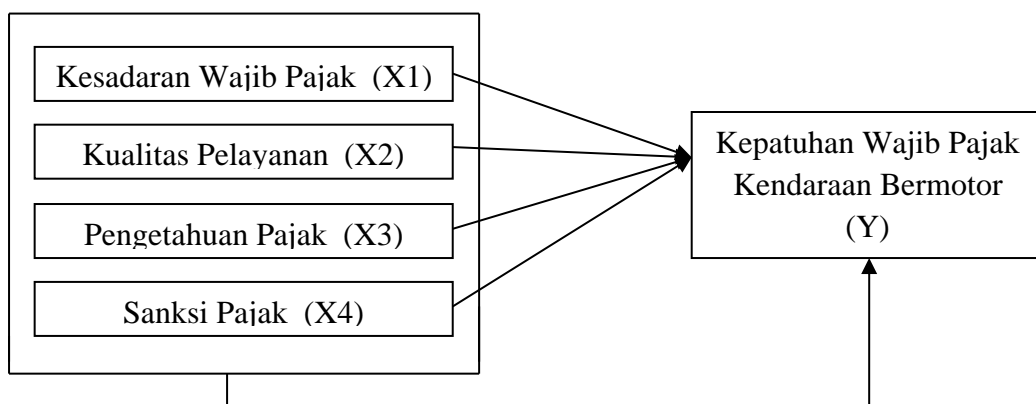 Kesadaran Wajib Pajak (X1)
Kualitas Pelayanan (X2)
Pengetahuan Pajak (X3)
Sanksi Pajak (X4)
Kepatuhan Wajib Pajak
Kendaraan Bermotor
(Y)